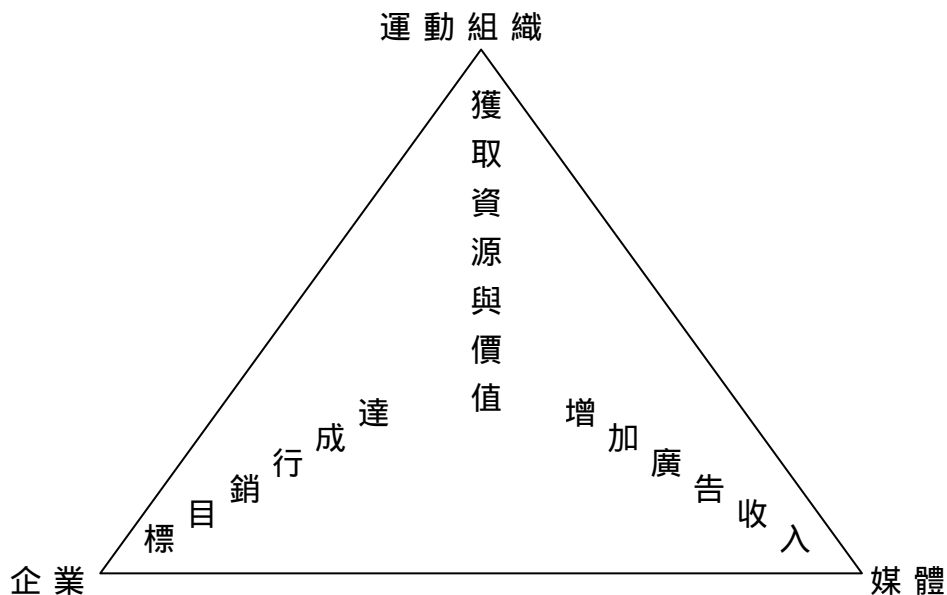 運動組織
獲取資源與價值
達成行銷目標
增加廣告收入
企業
媒體